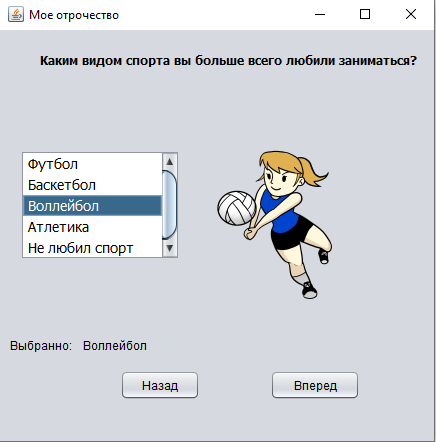 Мое отрочество
Каким видом спорта вы больше всего любили заниматься?
Футбол
Баскетбол
Воллейбол
Атлетика
Не любил спорт
Выбранно: Воллейбол
Назад
Вперед